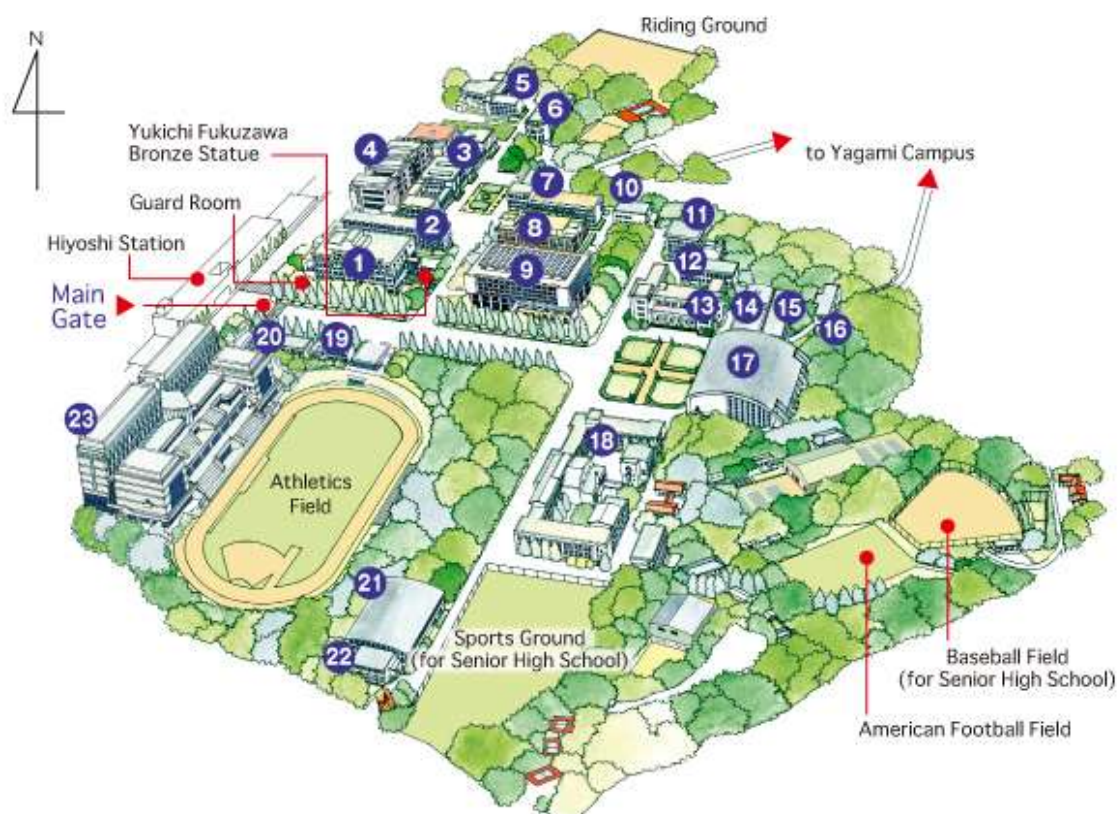 N
Riding Ground
Yukichi Fukuzawa
Bronze Statue
Guard Room
Hiyoshi Station
Main
Gate
to Yagami Campus
5
6
4
3
7
10
2
8
11
1
9
12
13
14
15
16
20
19
17
23
18
Athletics
Field
21
22
Sports Ground
(for Senior High School)
Baseball Field
(for Senior High School)
American Football Field